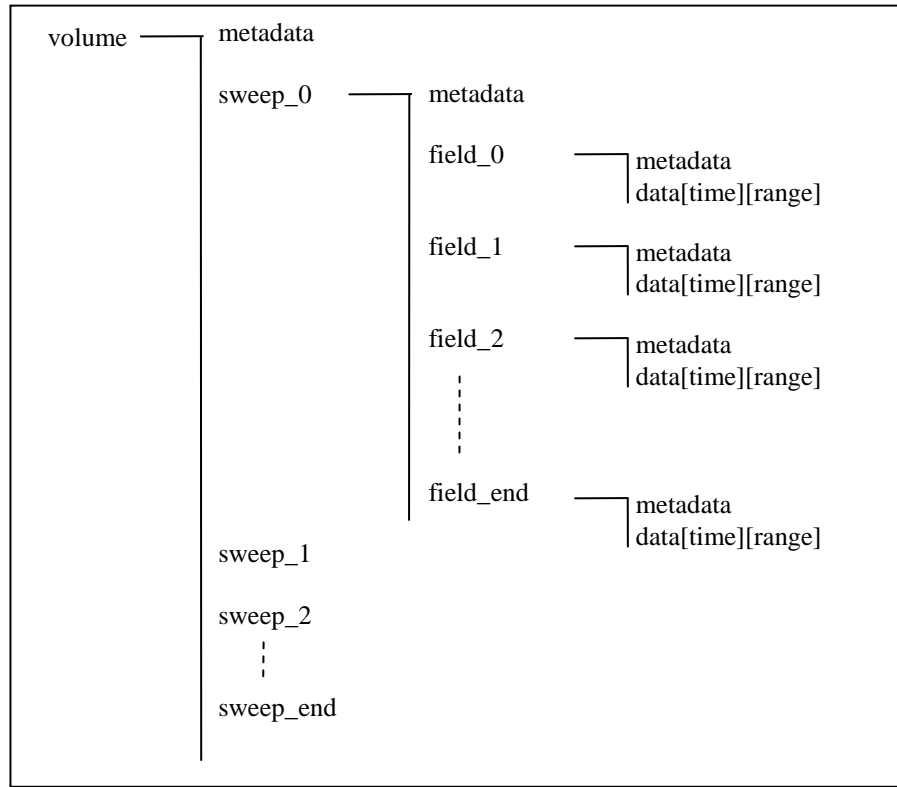 volume
metadata
sweep_0
metadata
field_0
metadata
data[time][range]
field_1
metadata
data[time][range]
field_2
metadata
data[time][range]
field_end
metadata
data[time][range]
sweep_1
sweep_2
sweep_end